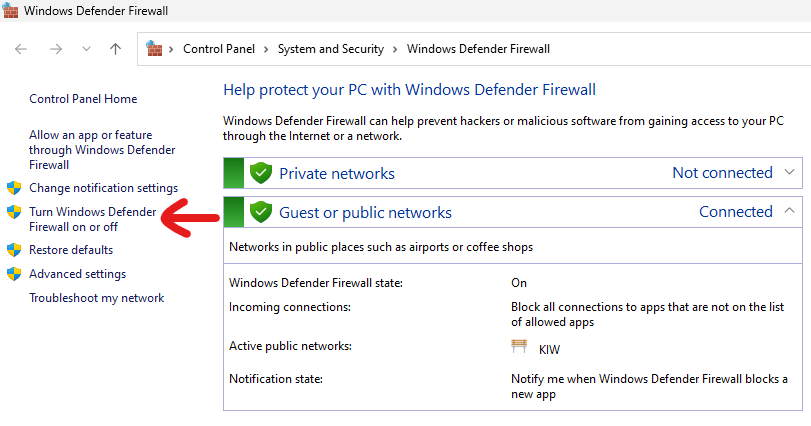 Windows Defender Firewall
Control Panel
System and Security
Windows Defender Firewall
Control Panel Home
Allow an app or feature
through Windows Defender
Firewall
Change notification settings
Turn Windows Defender
Firewall on or off
Restore defaults
Advanced settings
Troubleshoot my network
Help protect your PC with Windows Defender Firewall
Windows Defender Firewall can help prevent hackers or malicious software from gaining access to your PC
through the Internet or a network.
Private networks
Not connected
Guest or public networks
Connected
Networks in public places such as airports or coffee shops
Windows Defender Firewall state:
On
Incoming connections:
Block all connections to apps that are not on the list
of allowed apps
Active public networks:
KIW
Notification state:
Notify me when Windows Defender Firewall blocks a
new app